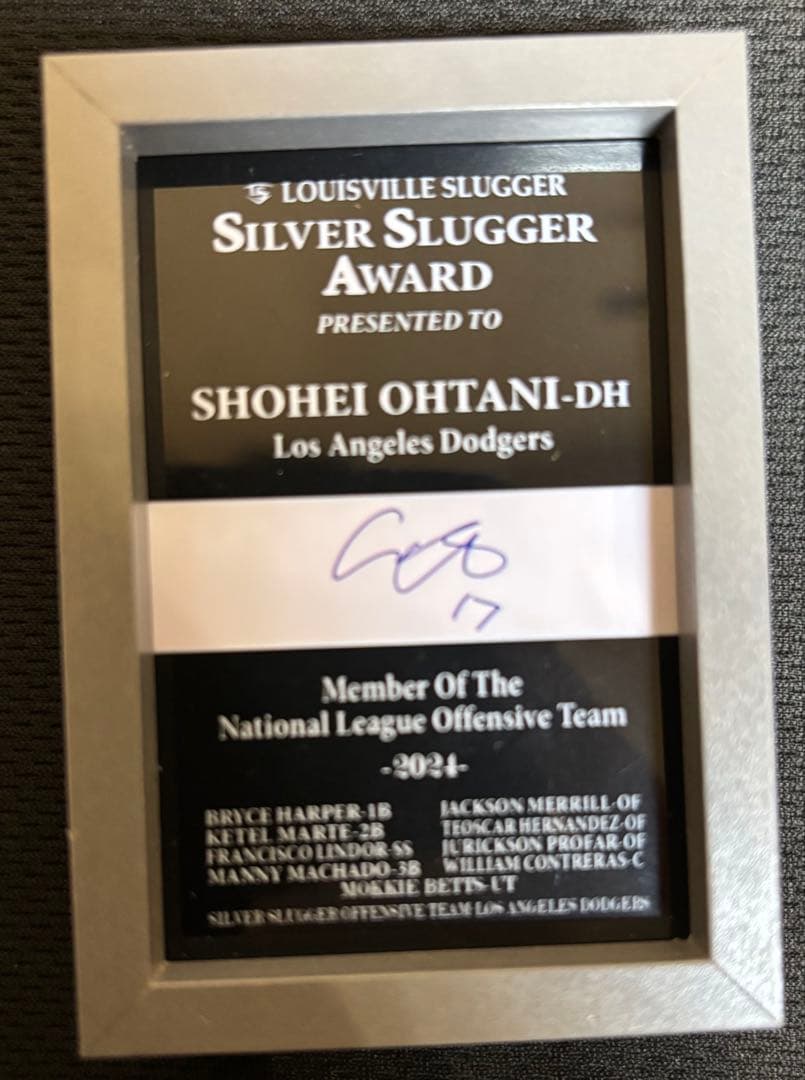 LOUISVILLE SLUGGER
SILVER SLUGGER
AWARD
PRESENTED TO
SHOHEI OHTANI-DH
Los Angeles Dodgers
17
Member Of The
National League Offensive Team
-2024-
BRYCE HARPER-1B JACKSON MERRILL-OF
KETEL MARTE-2B TEOSCAR HERNANDEZ-OF
FRANCISCO LINDOR-SS JURICKSON PROFAR-OF
MANNY MACHADO-3B WILLIAM CONTRERAS-C
MOKKIE BETTS-UT
SILVER SLUGGER OFFENSIVE TEAM-LOS ANGELES DODGERS